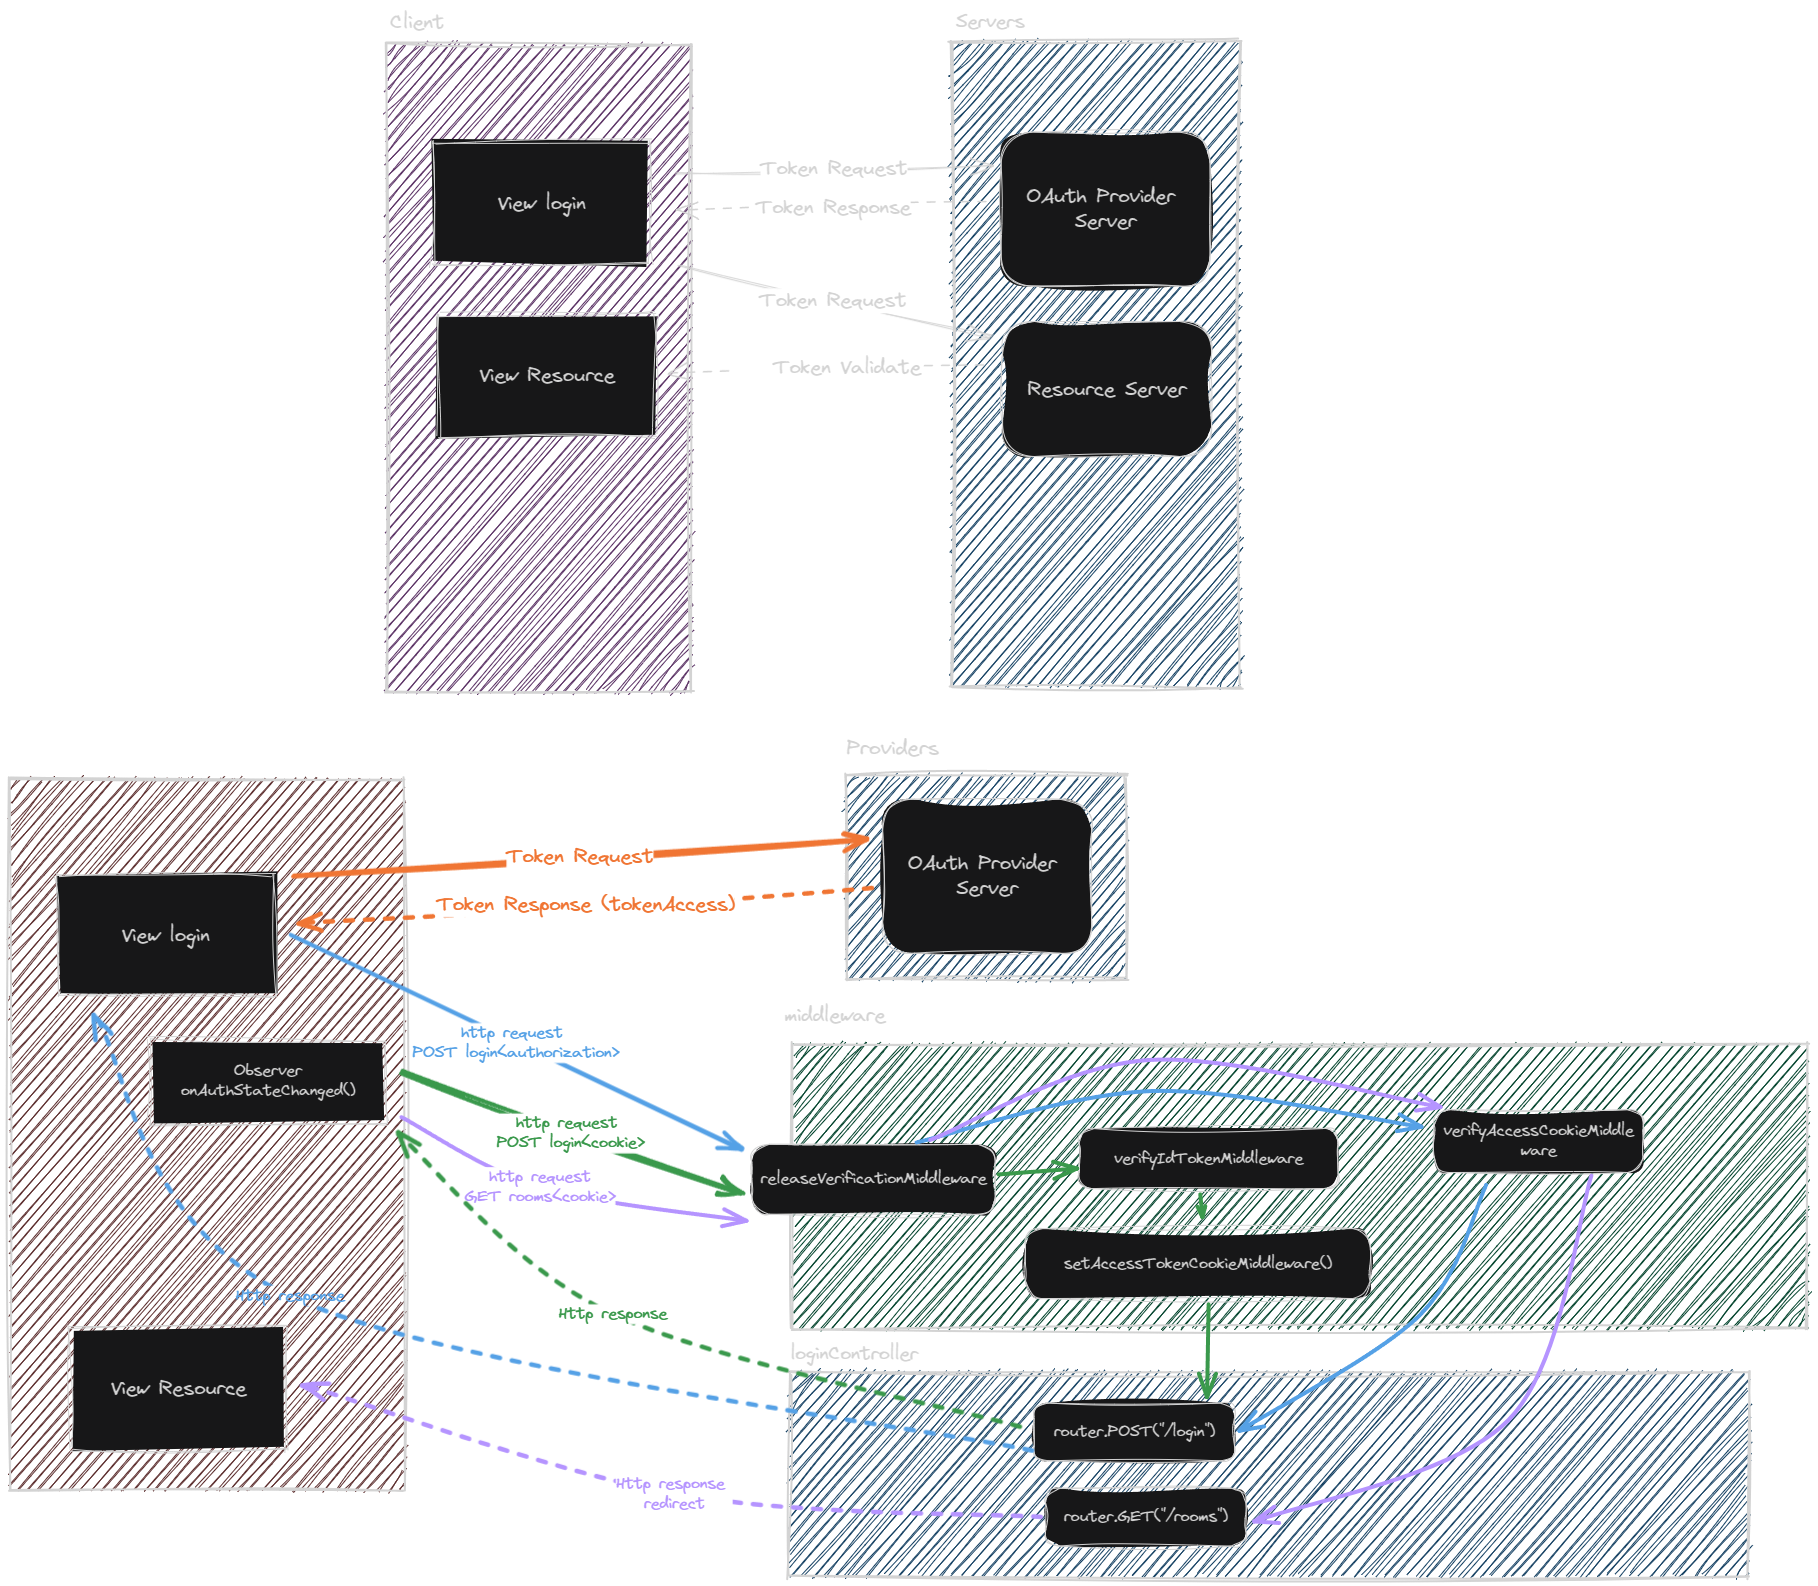 Client
Servers
View login
Token Request
Token Response
OAuth Provider
Server
Token Request
View Resource
Token Validate
Resource Server
Providers
OAuth Provider
Server
Token Request
Token Response (tokenAccess)
View login
http request
POST login<authorization>
middleware
Observer
onAuthStateChanged()
http request
POST login<cookie>
http request
GET rooms<cookie>
releaseVerificationMiddleware
verifyIdTokenMiddleware
verifyAccessCookieMiddle
ware
setAccessTokenCookieMiddleware()
Http response
Http response
loginController
View Resource
router.POST("/login")
Http response
redirect
router.GET("/rooms")